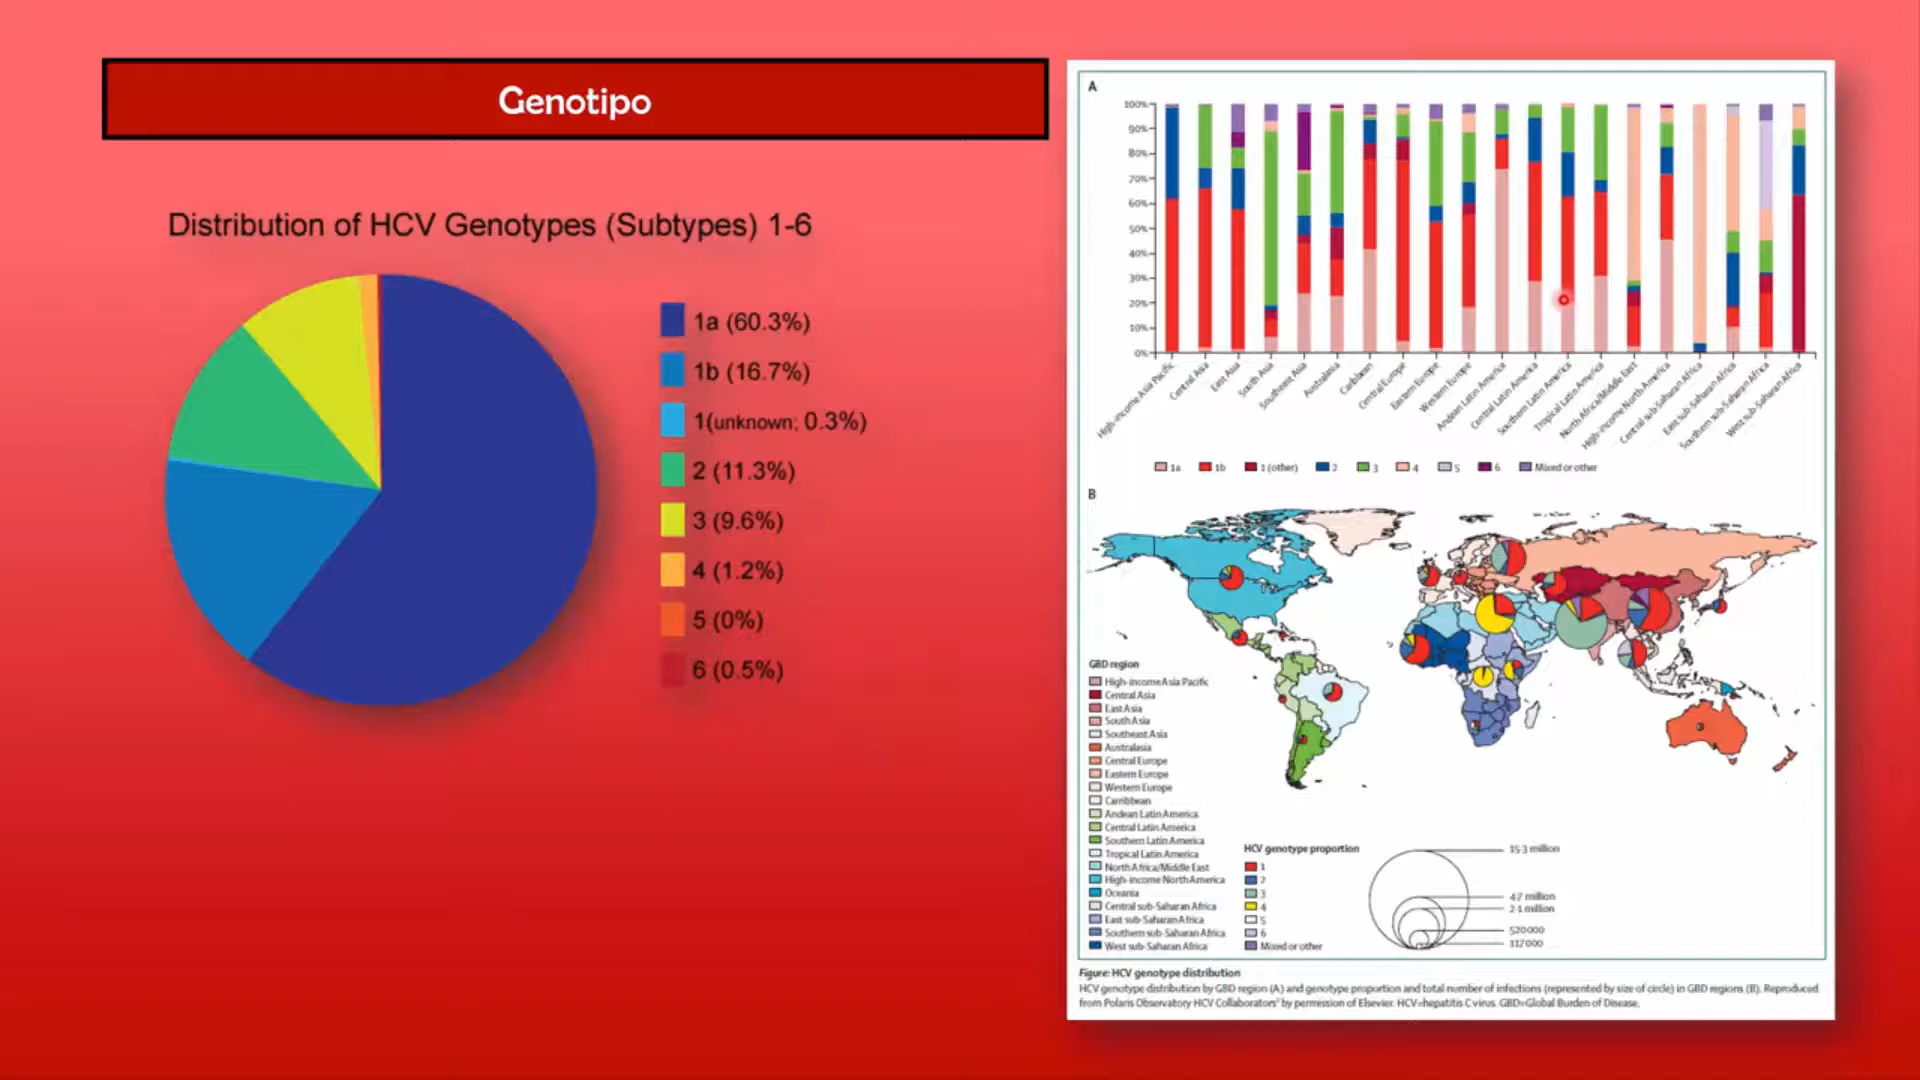 Genotipo
Distribution of HCV Genotypes (Subtypes) 1-6
1a (60.3%)
1b (16.7%)
1(unknown; 0.3%)
2 (11.3%)
3 (9.6%)
4 (1.2%)
5 (0%)
6 (0.5%)
A
100%
90%
80%
70%
60%
50%
40%
30%
20%
10%
0%
High-income Asia Pacific
Central Asia
East Asia
South Asia
Southeast Asia
Australasia
Caribbean
Central Europe
Eastern Europe
Western Europe
Andean Latin America
Central Latin America
Southern Latin America
Tropical Latin America
North Africa/Middle East
High-income North America
Central sub-Saharan Africa
East sub-Saharan Africa
Southern sub-Saharan Africa
West sub-Saharan Africa
1a 1b 1 (other) 2 3 4 5 6 Mixed or other
B
GBD region
High-income Asia Pacific
Central Asia
East Asia
South Asia
Southeast Asia
Australasia
Central Europe
Eastern Europe
Western Europe
Carribbean
Andean Latin America
Central Latin America
Southern Latin America
Tropical Latin America
North Africa/Middle East
High-income North America
Oceania
Central sub-Saharan Africa
East sub-Saharan Africa
Southern sub-Saharan Africa
West sub-Saharan Africa
HCV genotype proportion
1
2
3
4
5
6
Mixed or other
15·3 million
4·7 million
2·1 million
520000
117000
Figure: HCV genotype distribution
HCV genotype distribution by GBD region (A) and genotype proportion and total number of infections (represented by size of circle) in GBD regions (B). Reproduced
from Polaris Observatory HCV Collaborators⁷ by permission of Elsevier. HCV=hepatitis C virus. GBD=Global Burden of Disease.